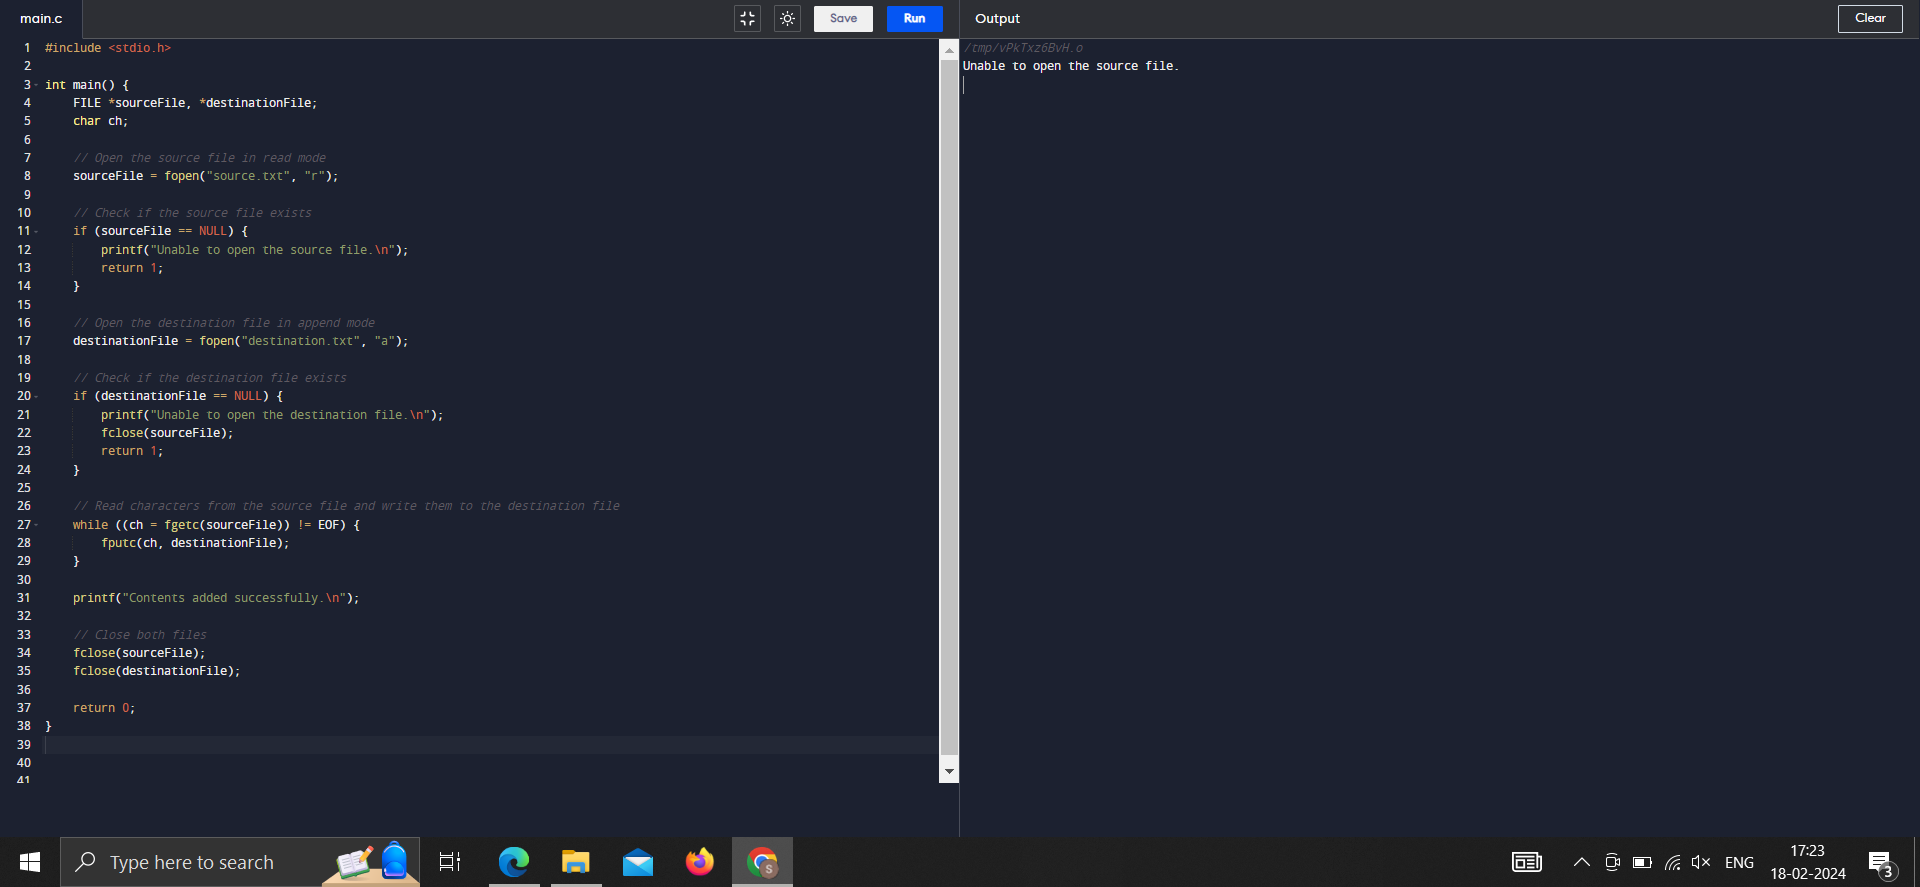 main.c
Save
Run
Output
Clear
1 #include <stdio.h>
2
3 int main() {
4     FILE *sourceFile, *destinationFile;
5     char ch;
6
7     // Open the source file in read mode
8     sourceFile = fopen("source.txt", "r");
9
10     // Check if the source file exists
11     if (sourceFile == NULL) {
12         printf("Unable to open the source file.\n");
13         return 1;
14     }
15
16     // Open the destination file in append mode
17     destinationFile = fopen("destination.txt", "a");
18
19     // Check if the destination file exists
20     if (destinationFile == NULL) {
21         printf("Unable to open the destination file.\n");
22         fclose(sourceFile);
23         return 1;
24     }
25
26     // Read characters from the source file and write them to the destination file
27     while ((ch = fgetc(sourceFile)) != EOF) {
28         fputc(ch, destinationFile);
29     }
30
31     printf("Contents added successfully.\n");
32
33     // Close both files
34     fclose(sourceFile);
35     fclose(destinationFile);
36
37     return 0;
38 }
39
40
41
/tmp/vPkTxz6BvH.o
Unable to open the source file.
Type here to search
S
ENG
17:23
18-02-2024
3